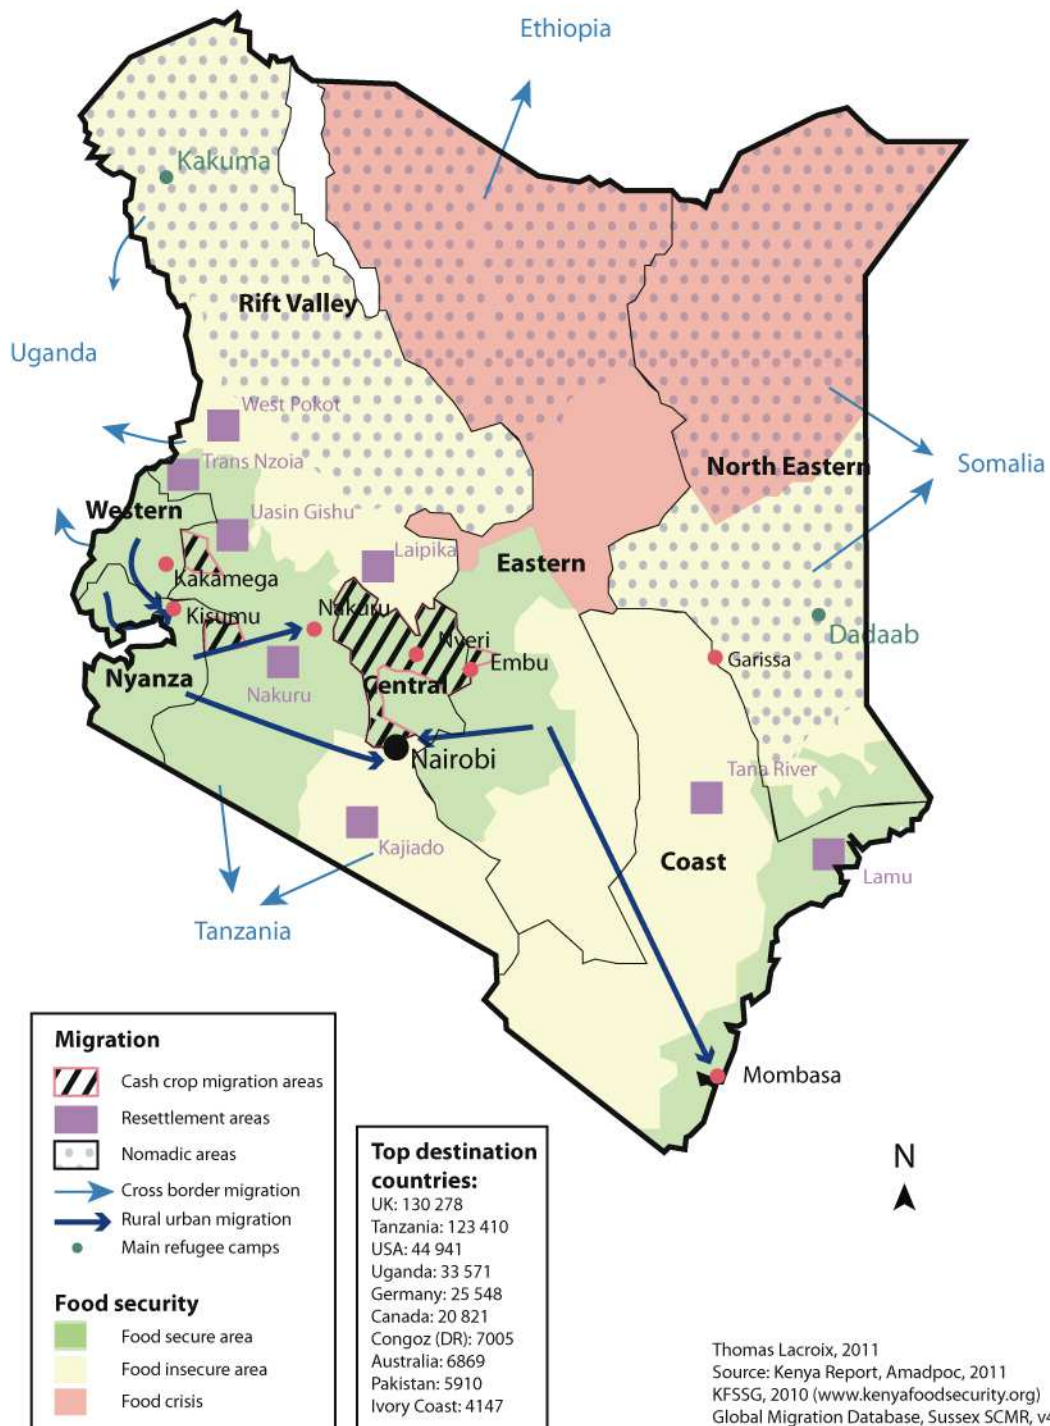 Ethiopia
Kakuma
Rift Valley
Uganda
West Pokot
Trans Nzoia
North Eastern
Somalia
Western
Uasin Gishu
Laipika
Eastern
Kakamega
Kisumu
Nakuru
Nyeri
Embu
Dadaab
Garissa
Nyanza
Nakuru
Central
Nairobi
Tana River
Kajiado
Coast
Lamu
Tanzania
Mombasa
N
Migration
Cash crop migration areas
Resettlement areas
Nomadic areas
Cross border migration
Rural urban migration
Main refugee camps
Food security
Food secure area
Food insecure area
Food crisis
Top destination
countries:
UK: 130 278
Tanzania: 123 410
USA: 44 941
Uganda: 33 571
Germany: 25 548
Canada: 20 821
Congoz (DR): 7005
Australia: 6869
Pakistan: 5910
Ivory Coast: 4147
Thomas Lacroix, 2011
Source: Kenya Report, Amadpoc, 2011
KFSSG, 2010 (www.kenyafoodsecurity.org)
Global Migration Database, Sussex SCMR,